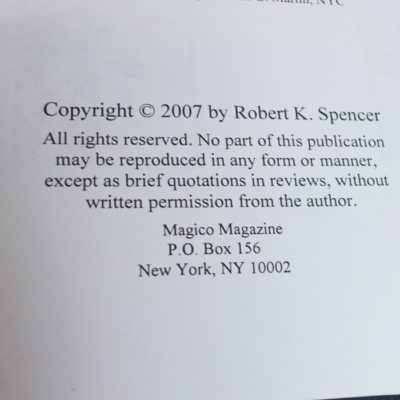 Martin, NYC
Copyright © 2007 by Robert K. Spencer
All rights reserved. No part of this publication
may be reproduced in any form or manner,
except as brief quotations in reviews, without
written permission from the author.
Magico Magazine
P.O. Box 156
New York, NY 10002